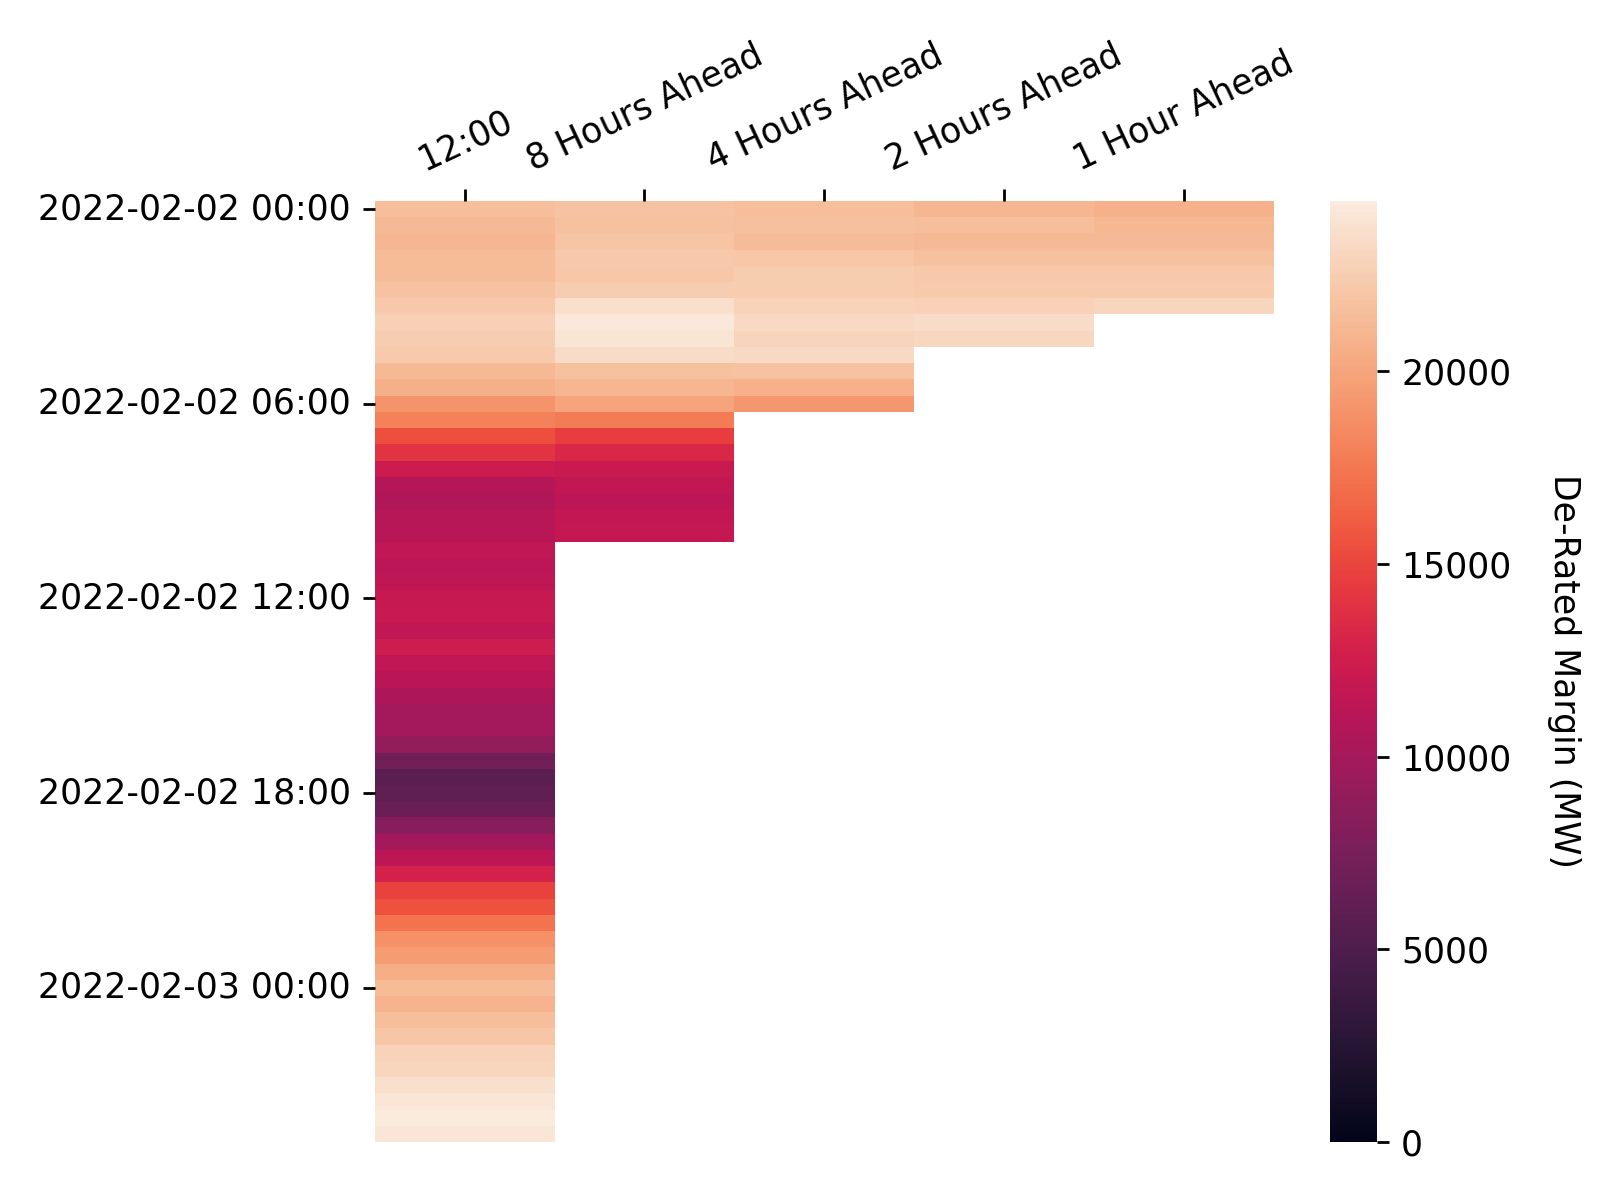 12:00
8 Hours Ahead
4 Hours Ahead
2 Hours Ahead
1 Hour Ahead
2022-02-02 00:00
2022-02-02 06:00
2022-02-02 12:00
2022-02-02 18:00
2022-02-03 00:00
20000
15000
10000
5000
0
De-Rated Margin (MW)